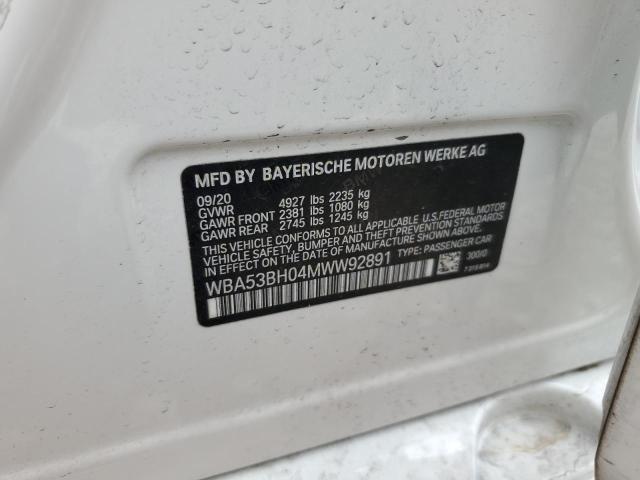 MFD BY BAYERISCHE MOTOREN WERKE AG
09/20
GVWR 4927 lbs 2235 kg
GAWR FRONT 2381 lbs 1080 kg
GAWR REAR 2745 lbs 1245 kg
THIS VEHICLE CONFORMS TO ALL APPLICABLE U.S.FEDERAL MOTOR
VEHICLE SAFETY, BUMPER, AND THEFT PREVENTION STANDARDS
IN EFFECT ON THE DATE OF MANUFACTURE SHOWN ABOVE.
WBA53BH04MWW92891 TYPE: PASSENGER CAR
300/0